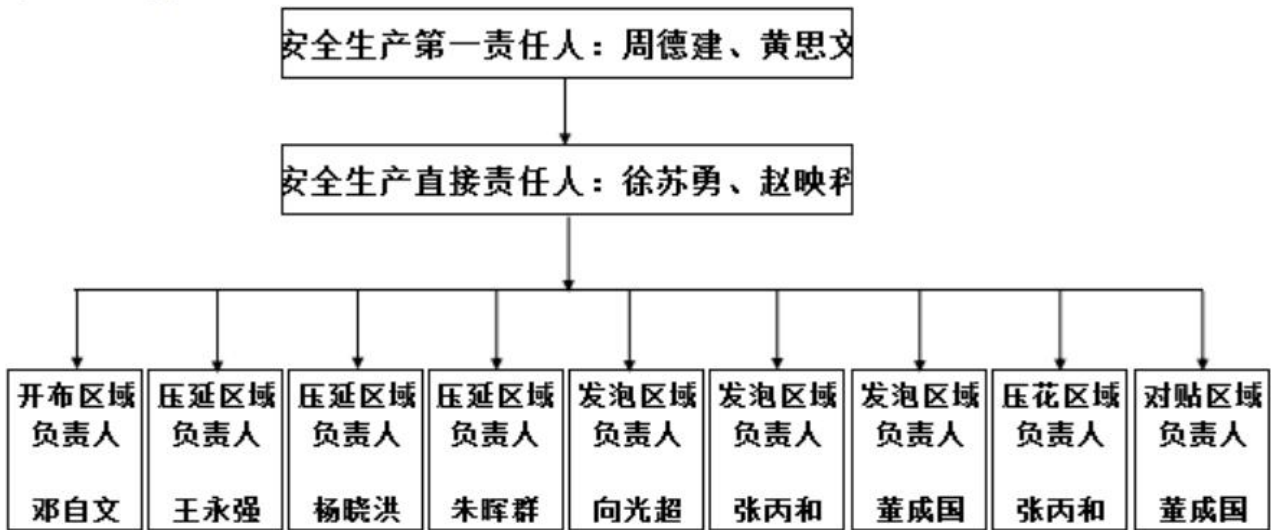 安全生产第一责任人：周德建、黄思文
安全生产直接责任人：徐苏勇、赵映科
开布区域
负责人
邓自文
压延区域
负责人
王永强
压延区域
负责人
杨晓洪
压延区域
负责人
朱晖群
发泡区域
负责人
向光超
发泡区域
负责人
张丙和
发泡区域
负责人
董成国
压花区域
负责人
张丙和
对贴区域
负责人
董成国